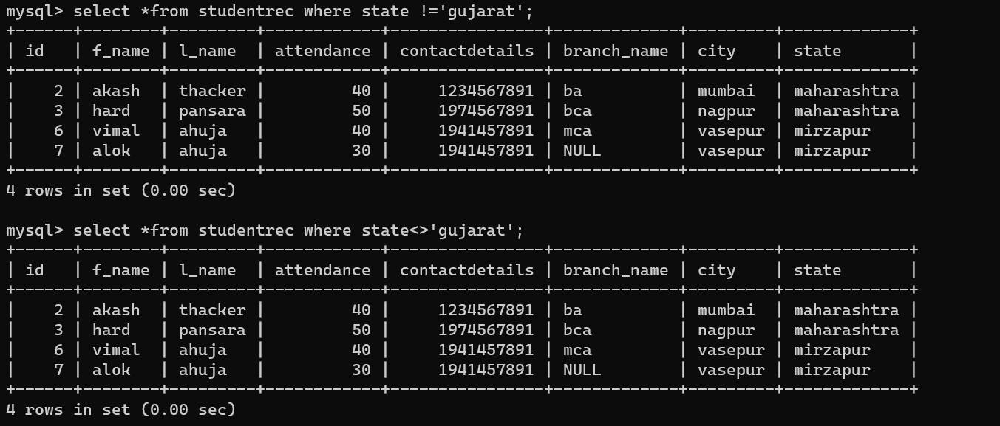 mysql> select *from studentrec where state !='gujarat';
+------+--------+---------+------------+----------------+-------------+---------+-------------+
| id   | f_name | l_name  | attendance | contactdetails | branch_name | city    | state       |
+------+--------+---------+------------+----------------+-------------+---------+-------------+
|    2 | akash  | thacker |         40 |     1234567891 | ba          | mumbai  | maharashtra |
|    3 | hard   | pansara |         50 |     1974567891 | bca         | nagpur  | maharashtra |
|    6 | vimal  | ahuja   |         40 |     1941457891 | mca         | vasepur | mirzapur    |
|    7 | alok   | ahuja   |         30 |     1941457891 | NULL        | vasepur | mirzapur    |
+------+--------+---------+------------+----------------+-------------+---------+-------------+
4 rows in set (0.00 sec)
mysql> select *from studentrec where state<>'gujarat';
+------+--------+---------+------------+----------------+-------------+---------+-------------+
| id   | f_name | l_name  | attendance | contactdetails | branch_name | city    | state       |
+------+--------+---------+------------+----------------+-------------+---------+-------------+
|    2 | akash  | thacker |         40 |     1234567891 | ba          | mumbai  | maharashtra |
|    3 | hard   | pansara |         50 |     1974567891 | bca         | nagpur  | maharashtra |
|    6 | vimal  | ahuja   |         40 |     1941457891 | mca         | vasepur | mirzapur    |
|    7 | alok   | ahuja   |         30 |     1941457891 | NULL        | vasepur | mirzapur    |
+------+--------+---------+------------+----------------+-------------+---------+-------------+
4 rows in set (0.00 sec)